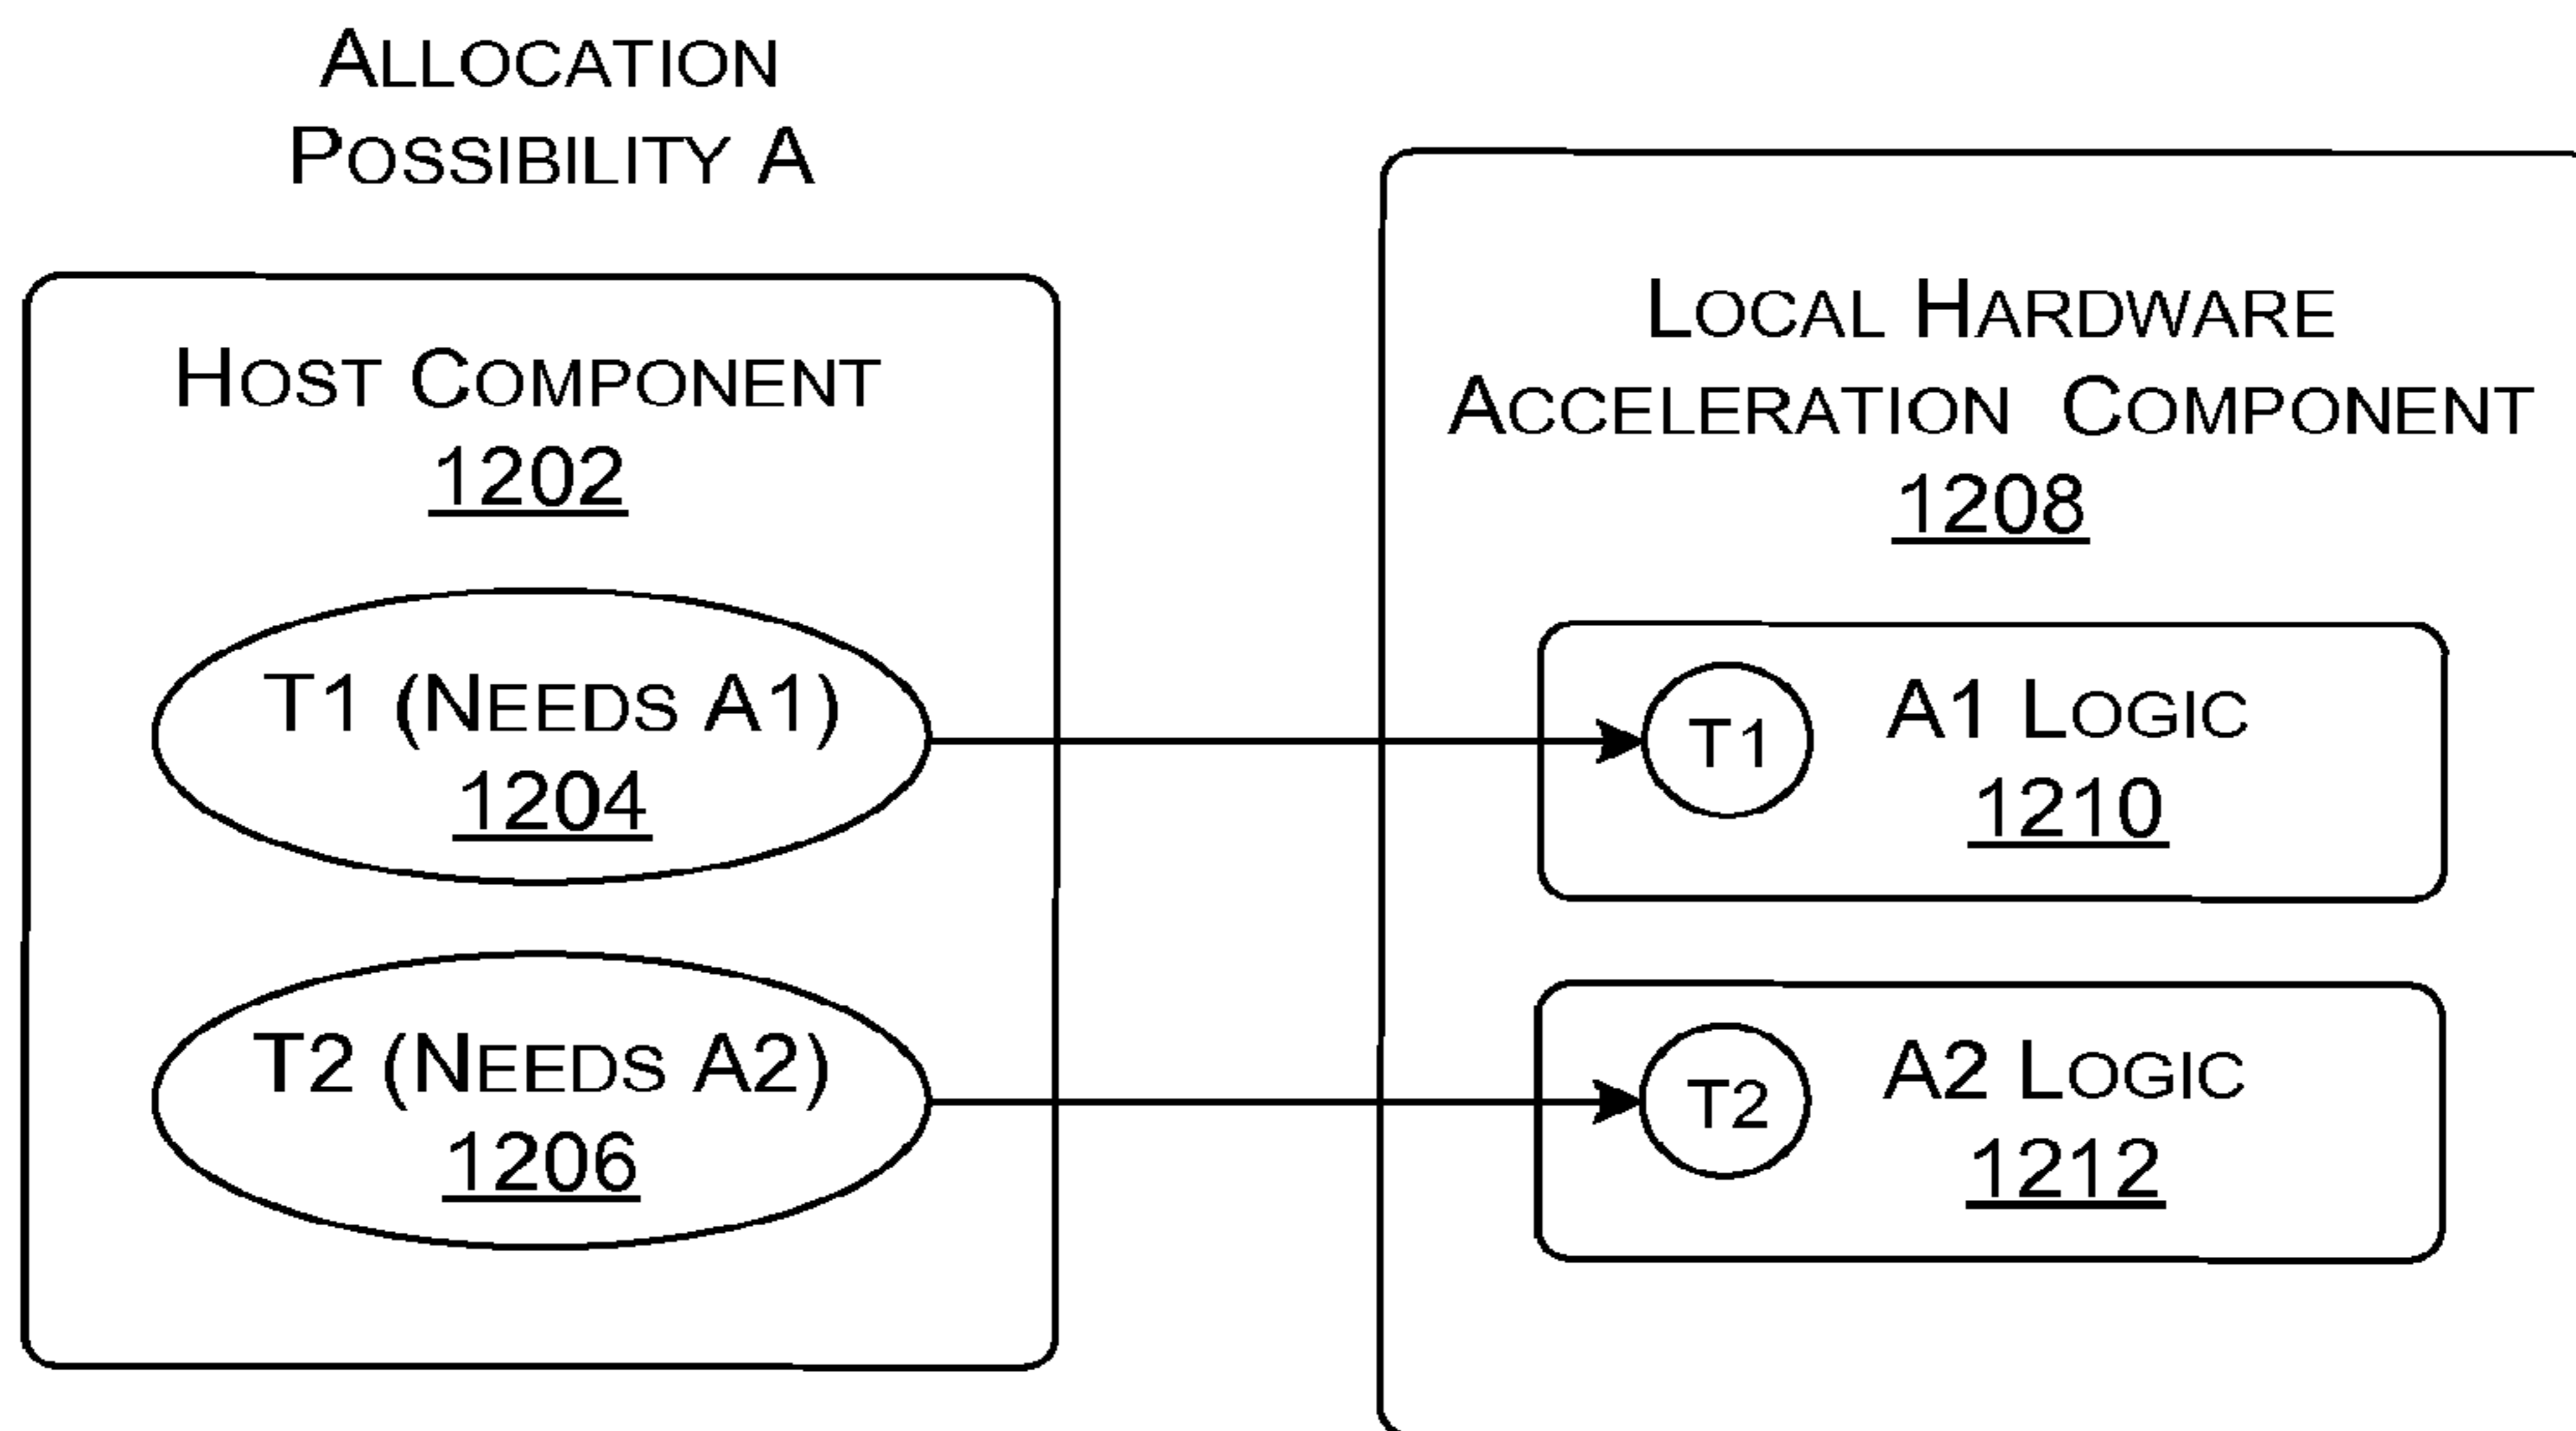 ALLOCATION
POSSIBILITY A
HOST COMPONENT
1202
T1 (NEEDS A1)
1204
T2 (NEEDS A2)
1206
LOCAL HARDWARE
ACCELERATION COMPONENT
1208
T1
A1 LOGIC
1210
T2
A2 LOGIC
1212